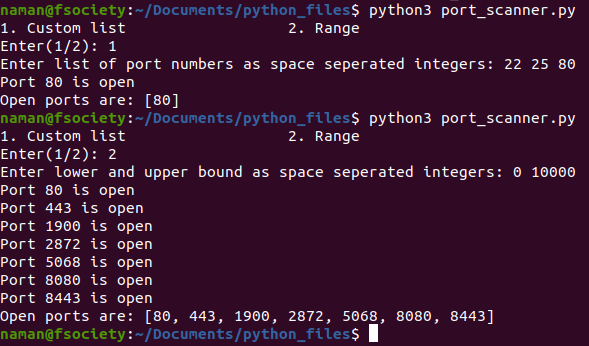 naman@fsociety:~/Documents/python_files$ python3 port_scanner.py
1. Custom list 2. Range
Enter(1/2): 1
Enter list of port numbers as space seperated integers: 22 25 80
Port 80 is open
Open ports are: [80]
naman@fsociety:~/Documents/python_files$ python3 port_scanner.py
1. Custom list 2. Range
Enter(1/2): 2
Enter lower and upper bound as space seperated integers: 0 10000
Port 80 is open
Port 443 is open
Port 1900 is open
Port 2872 is open
Port 5068 is open
Port 8080 is open
Port 8443 is open
Open ports are: [80, 443, 1900, 2872, 5068, 8080, 8443]
naman@fsociety:~/Documents/python_files$